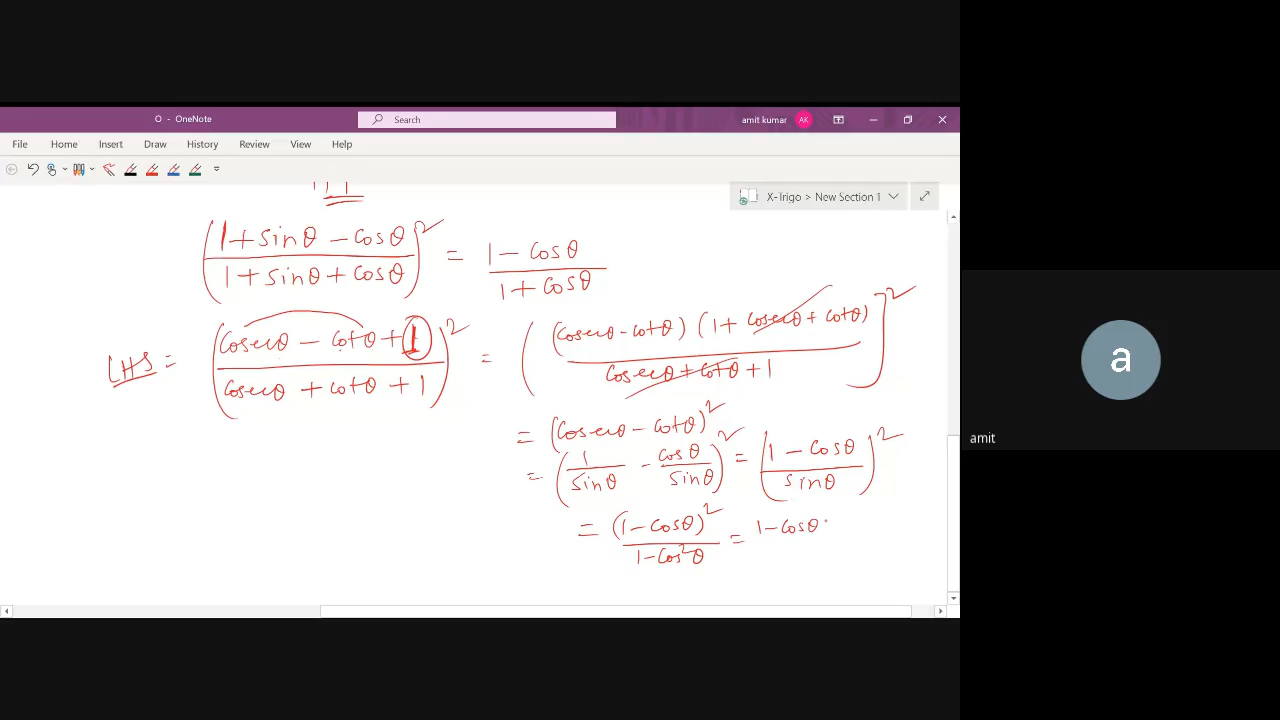 O - OneNote
Search
amit kumar AK
File Home Insert Draw History Review View Help
X-Trigo > New Section 1
(1 + sinθ - cosθ / 1 + sinθ + cosθ)² = 1 - cosθ / 1 + cosθ
LHS = (cosecθ - cotθ + 1 / cosecθ + cotθ + 1)² = ((cosecθ - cotθ) (1 + cosecθ + cotθ) / cosecθ + cotθ + 1]²
= (cosecθ - cotθ)²
= (1 / sinθ - cosθ / sinθ)² = (1 - cosθ / sinθ)²
= (1 - cosθ)² / 1 - cos²θ = 1 - cosθ
a
amit